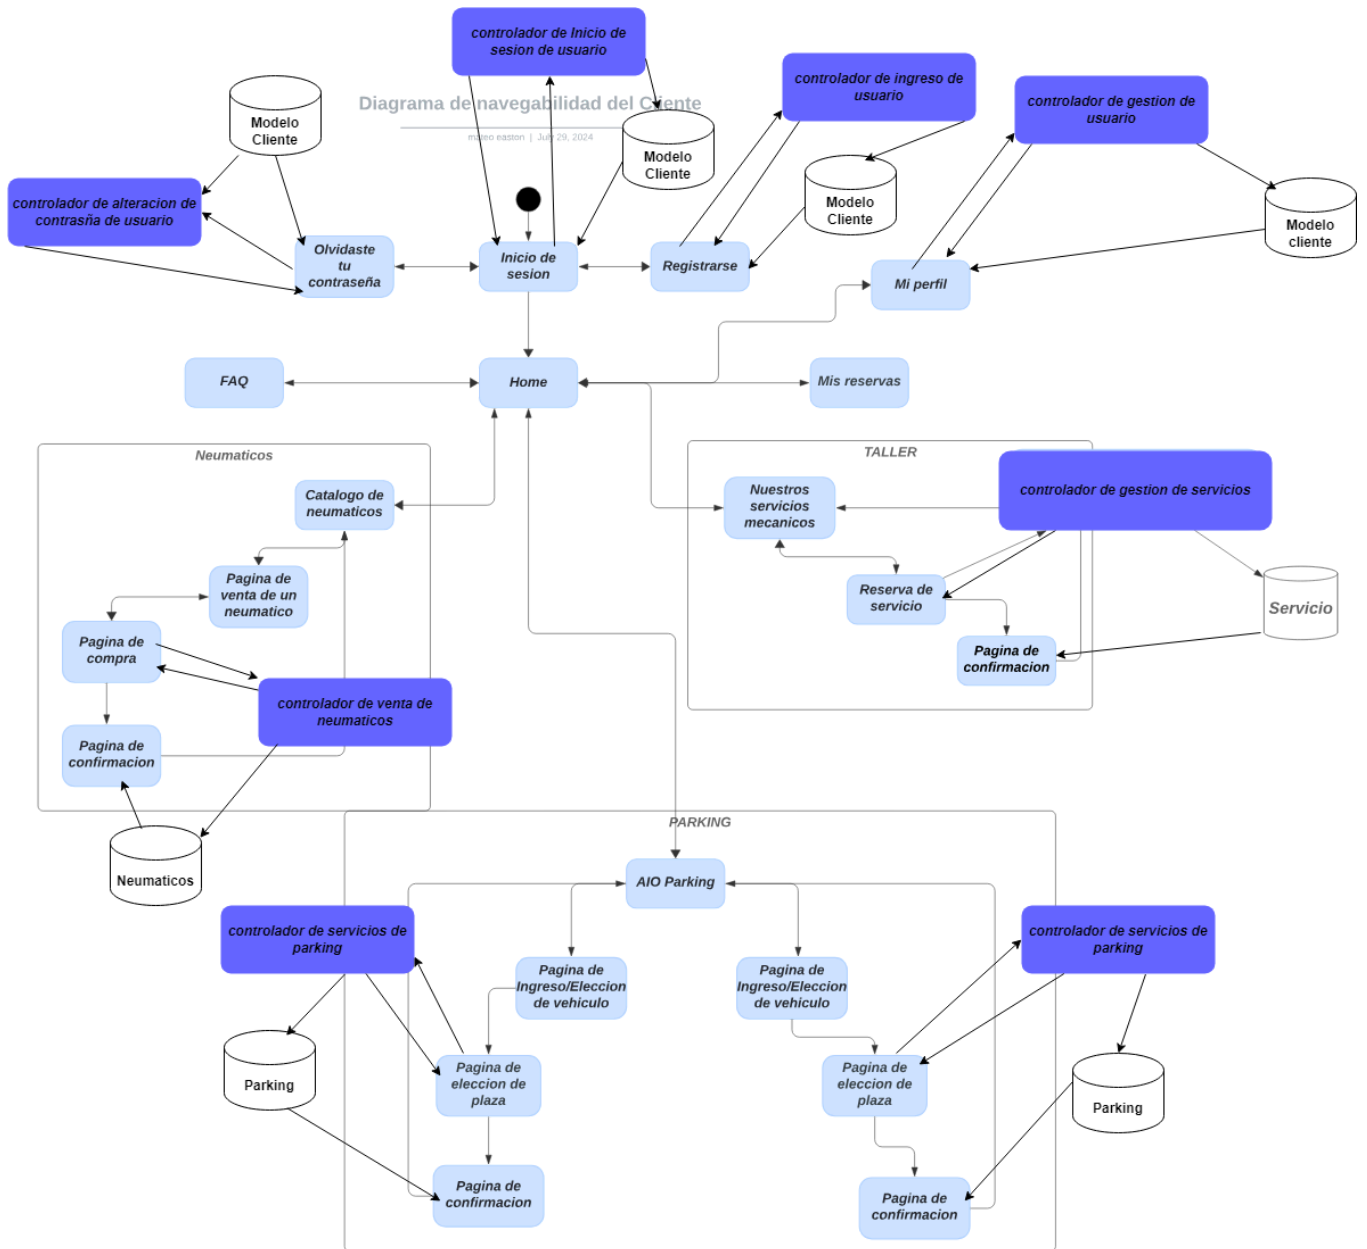 controlador de Inicio de
sesion de usuario
controlador de ingreso de
usuario
controlador de gestion de
usuario
Diagrama de navegabilidad del Cliente
mateo easton | July 29, 2024
Modelo
Cliente
Modelo
Cliente
Modelo
Cliente
Modelo
cliente
controlador de alteracion de
contrasña de usuario
Olvidaste
tu
contraseña
Inicio de
sesion
Registrarse
Mi perfil
FAQ
Home
Mis reservas
Neumaticos
Catalogo de
neumaticos
Pagina de
venta de un
neumatico
Pagina de
compra
controlador de venta de
neumaticos
Pagina de
confirmacion
Neumaticos
TALLER
Nuestros
servicios
mecanicos
controlador de gestion de servicios
Reserva de
servicio
Servicio
Pagina de
confirmacion
PARKING
AIO Parking
controlador de servicios de
parking
controlador de servicios de
parking
Pagina de
Ingreso/Eleccion
de vehiculo
Pagina de
Ingreso/Eleccion
de vehiculo
Parking
Pagina de
eleccion de
plaza
Pagina de
eleccion de
plaza
Parking
Pagina de
confirmacion
Pagina de
confirmacion